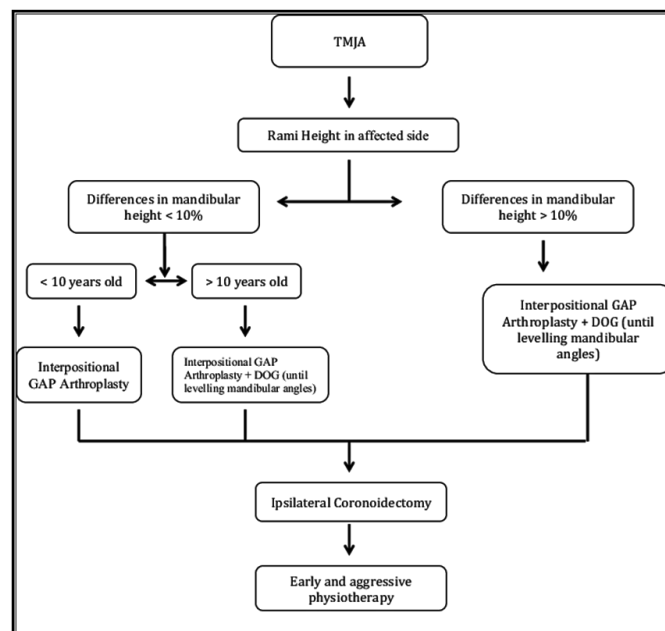 TMJA
Rami Height in affected side
Differences in mandibular
height < 10%
Differences in mandibular
height > 10%
< 10 years old
> 10 years old
Interpositional GAP
Arthroplasty + DOG (until
levelling mandibular
angles)
Interpositional
GAP Arthroplasty
Interpositional GAP
Arthroplasty + DOG (until
levelling mandibular angles)
Ipsilateral Coronoidectomy
Early and aggressive
physiotherapy